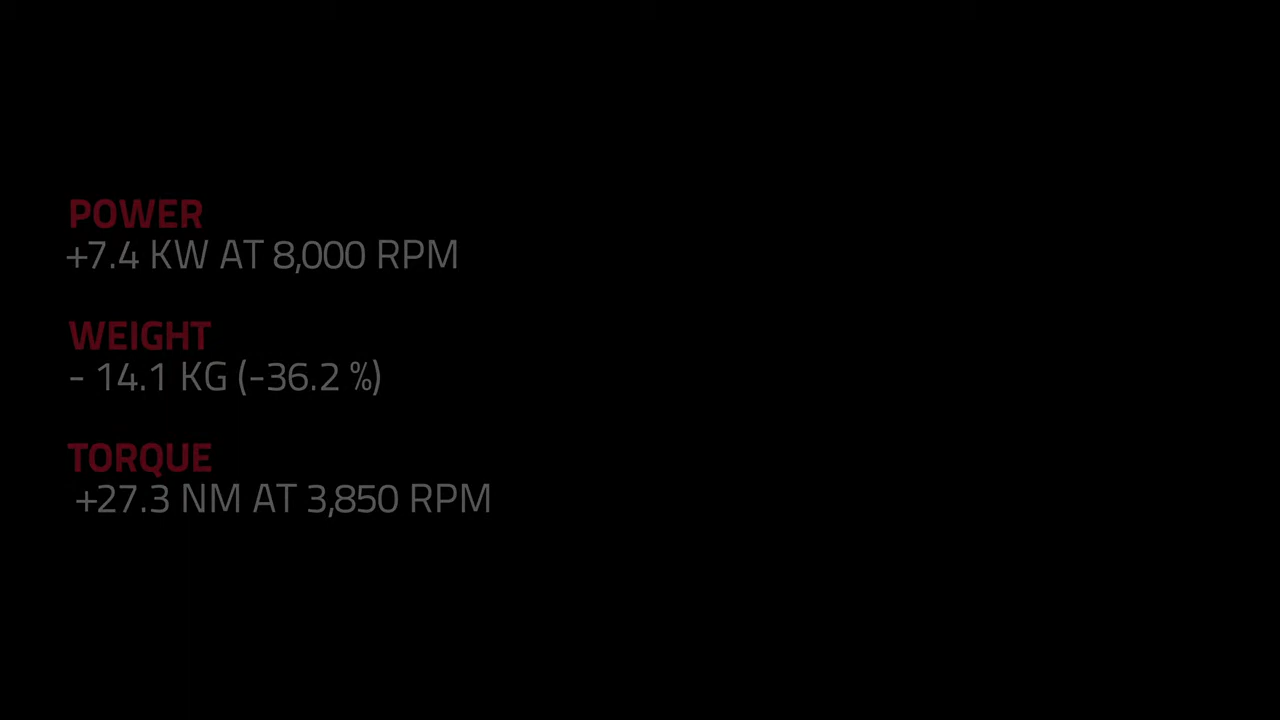 POWER
+7.4 KW AT 8,000 RPM
WEIGHT
- 14.1 KG (-36.2 %)
TORQUE
+27.3 NM AT 3,850 RPM